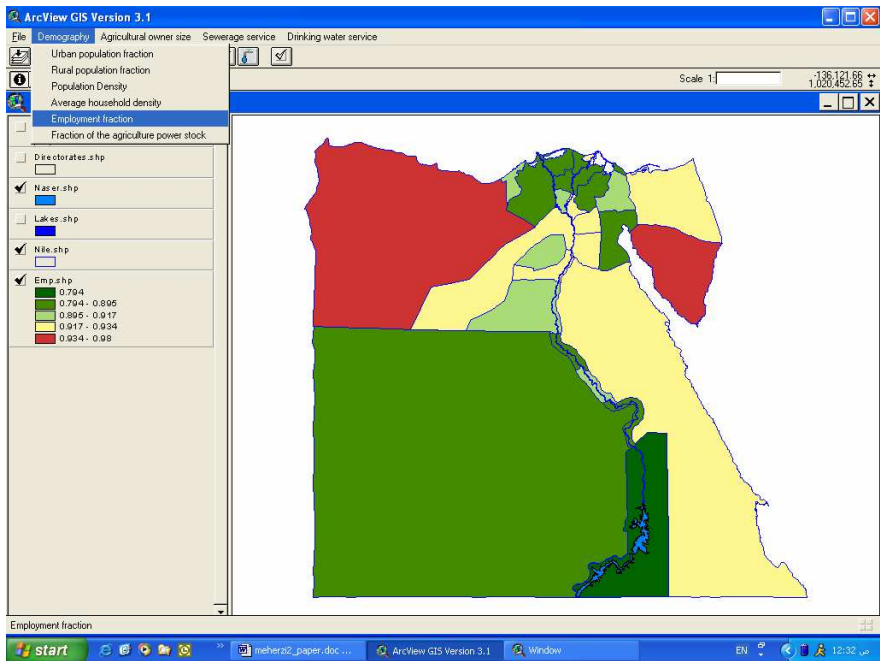 ArcView GIS Version 3.1
File Demography Agricultural owner size Sewerage service Drinking water service
Urban population fraction
Rural population fraction
Population Density
Average household density
Employment fraction
Fraction of the agriculture power stock
Scale 1:
-136,121.66
1,020,452.65
Directorates.shp
Naser.shp
Lakes.shp
Nile.shp
Emp.shp
0.794
0.794 - 0.895
0.895 - 0.917
0.917 - 0.934
0.934 - 0.98
Employment fraction
start
meherzi2_paper.doc ...
ArcView GIS Version 3.1
Window
EN
12:32 ص